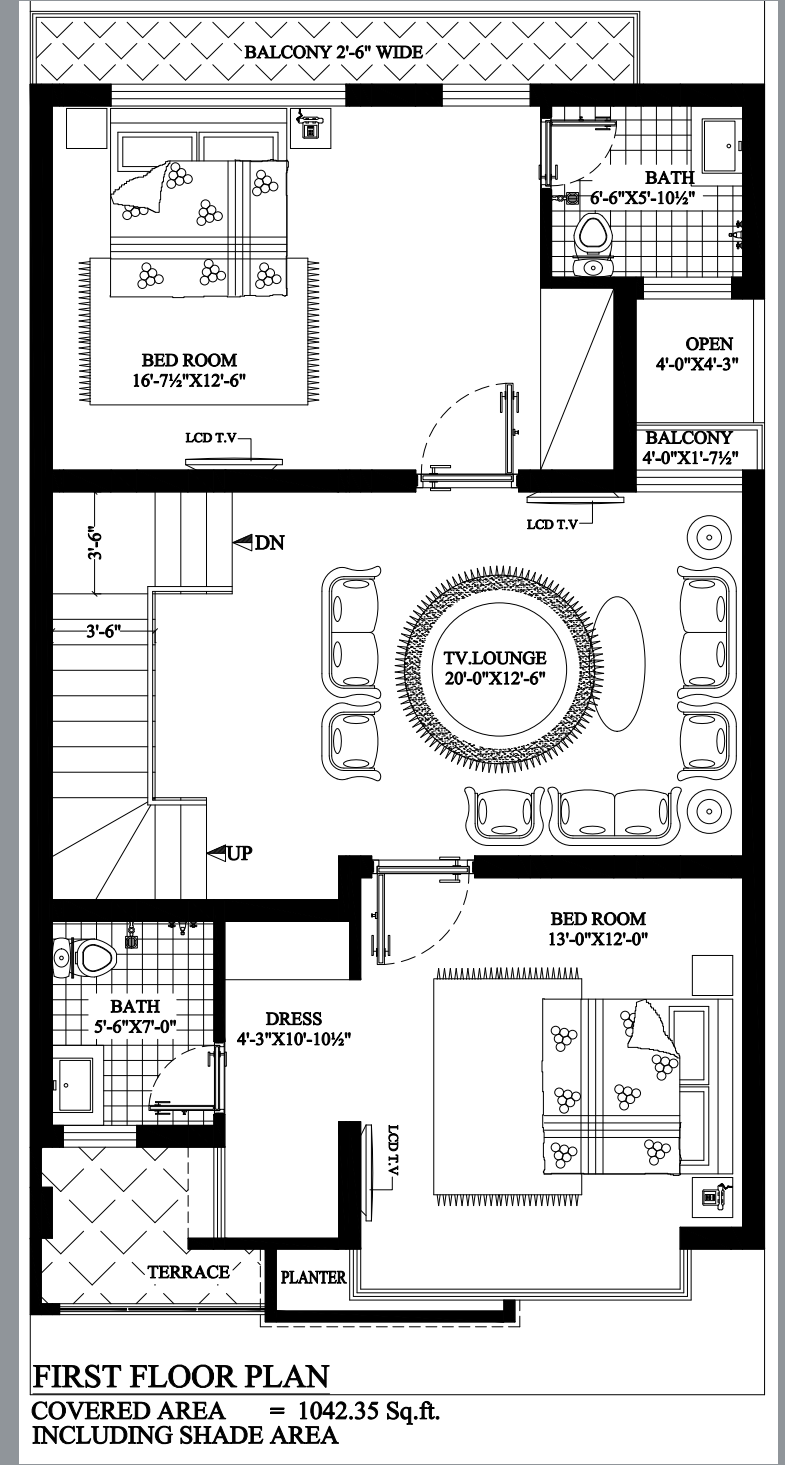 BALCONY 2'-6" WIDE
BATH
6'-6"X5'-10½"
BED ROOM
16'-7½"X12'-6"
OPEN
4'-0"X4'-3"
LCD T.V
BALCONY
4'-0"X1'-7½"
LCD T.V
3'-6"
DN
3'-6"
TV.LOUNGE
20'-0"X12'-6"
UP
BED ROOM
13'-0"X12'-0"
BATH
5'-6"X7'-0"
DRESS
4'-3"X10'-10½"
LCD T.V
TERRACE
PLANTER
FIRST FLOOR PLAN
COVERED AREA = 1042.35 Sq.ft.
INCLUDING SHADE AREA